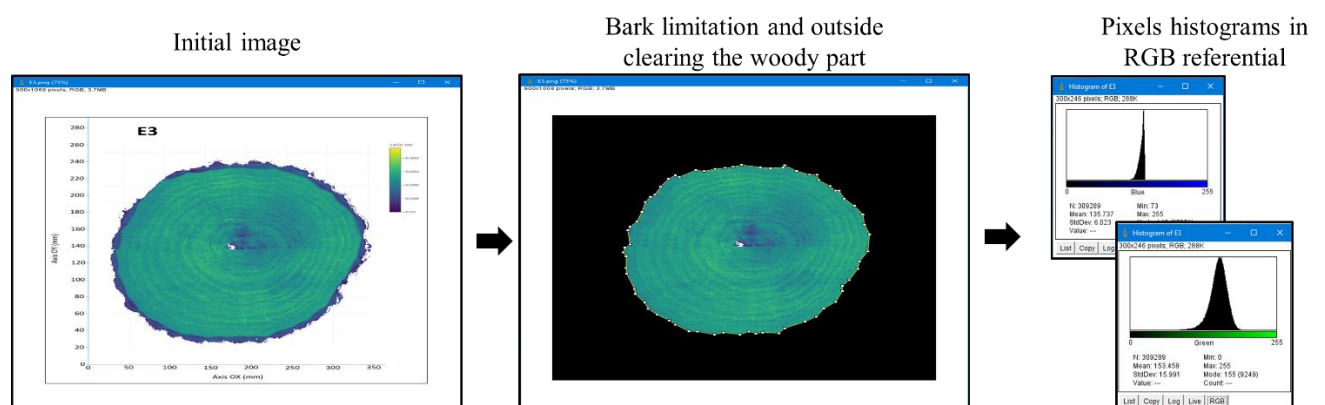 Initial image
Bark limitation and outside
clearing the woody part
Pixels histograms in
RGB referential
E3.png (75%)
900x1068 pixels; RGB; 3.7MB
E3
280
260
240
220
200
180
160
140
120
100
80
60
40
20
0
Axis OY (mm)
0 50 100 150 200 250 300 350
Axis OX (mm)
E3.png (75%)
900x1068 pixels; RGB; 3.7MB
Histogram of E3
300x246 pixels; RGB; 288K
0 Blue 255
N: 309289 Min: 73
Mean: 135.737 Max: 255
StdDev: 6.023
Value: ---
List Copy Log
Histogram of E3
300x246 pixels; RGB; 288K
0 Green 255
N: 309289 Min: 0
Mean: 153.458 Max: 255
StdDev: 15.991 Mode: 155 (9249)
Value: --- Count: ---
List Copy Log Live RGB